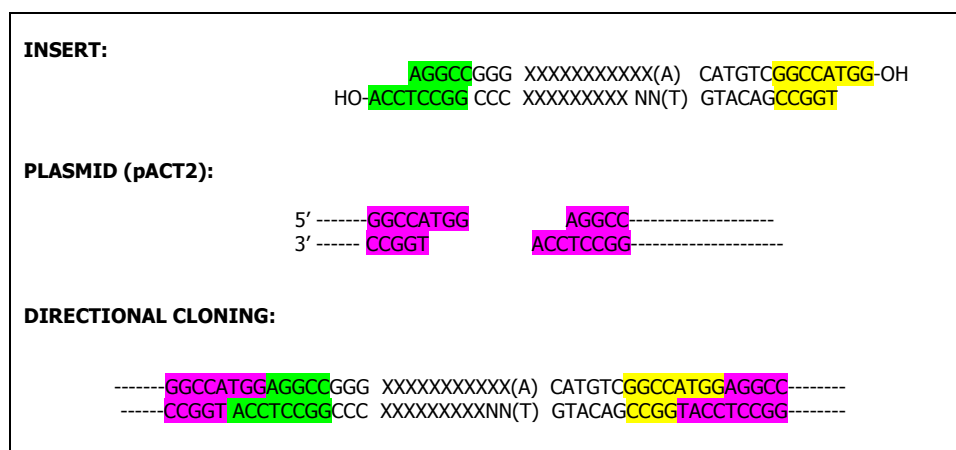 INSERT:
AGGCCGGG XXXXXXXXXXX(A) CATGTCGGCCATGG-OH
HO-ACCTCCGG CCC XXXXXXXXX NN(T) GTACAGCCGGT
PLASMID (pACT2):
5’ -------GGCCATGG AGGCC--------------------
3’ ------ CCGGT ACCTCCGG---------------------
DIRECTIONAL CLONING:
-------GGCCATGGAGGCCGGG XXXXXXXXXXX(A) CATGTCGGCCATGGAGGCC--------
------CCGGT ACCTCCGGCCC XXXXXXXXXNN(T) GTACAGCCGGTACCTCCGG--------